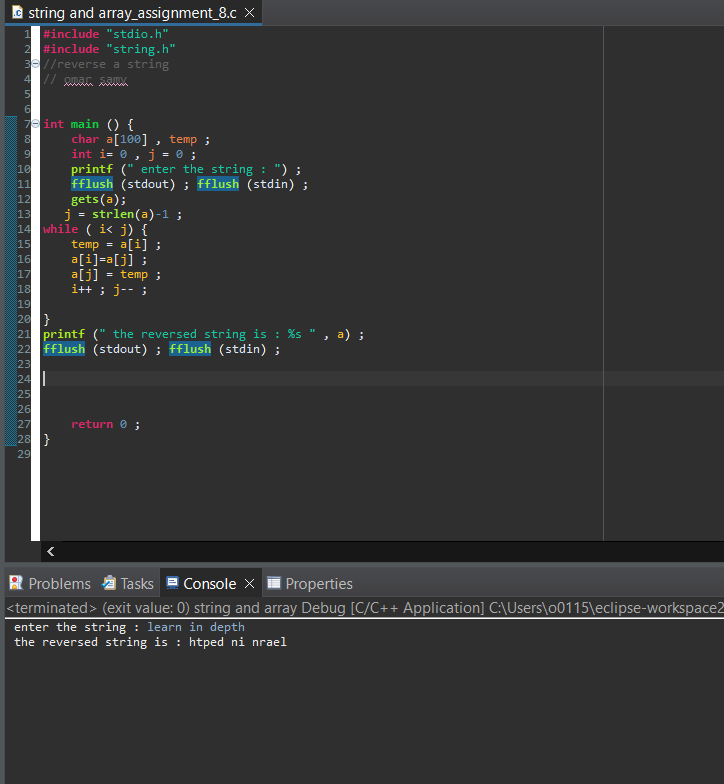 string and array_assignment_8.c
1 #include "stdio.h"
2 #include "string.h"
3 //reverse a string
4 // omar samy
5
6
7 int main () {
8 char a[100] , temp ;
9 int i= 0 , j = 0 ;
10 printf (" enter the string : ") ;
11 fflush (stdout) ; fflush (stdin) ;
12 gets(a);
13 j = strlen(a)-1 ;
14 while ( i< j) {
15 temp = a[i] ;
16 a[i]=a[j] ;
17 a[j] = temp ;
18 i++ ; j-- ;
19
20 }
21 printf (" the reversed string is : %s " , a) ;
22 fflush (stdout) ; fflush (stdin) ;
23
24
25
26
27 return 0 ;
28 }
29
Problems Tasks Console Properties
<terminated> (exit value: 0) string and array Debug [C/C++ Application] C:\Users\o0115\eclipse-workspace2
enter the string : learn in depth
the reversed string is : htped ni nrael